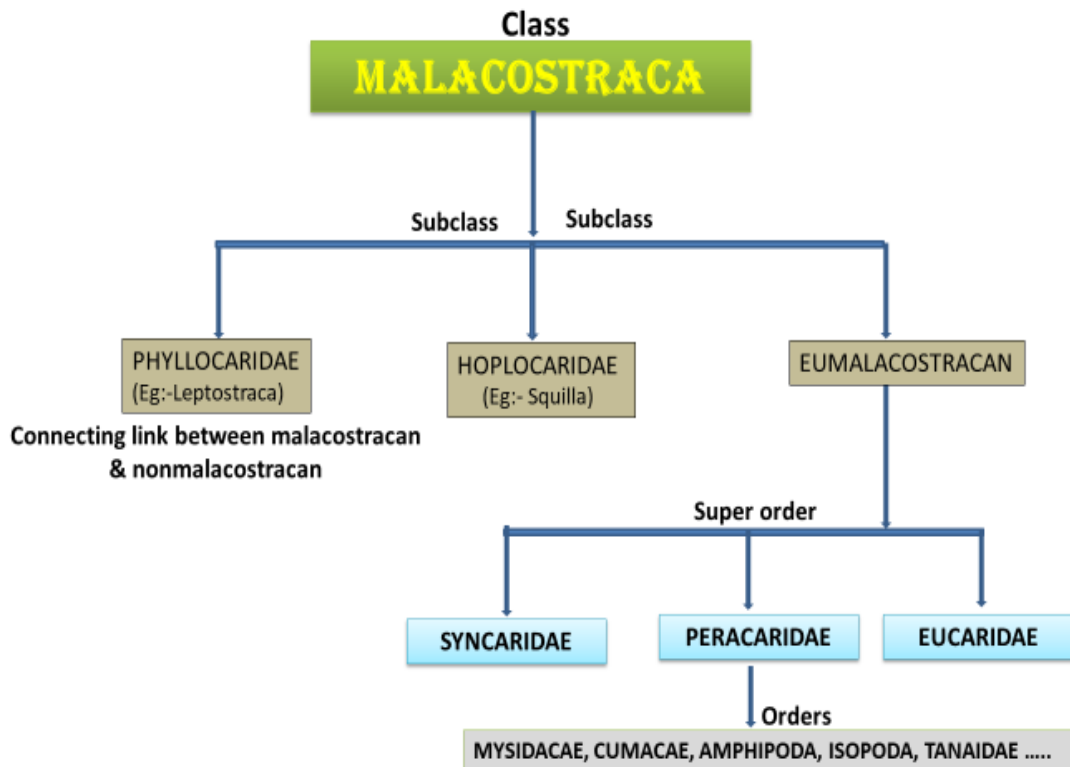 Class
MALACOSTRACA
Subclass
Subclass
PHYLLOCARIDAE
(Eg:-Leptostraca)
Connecting link between malacostracan
& nonmalacostracan
HOPLOCARIDAE
(Eg:- Squilla)
EUMALACOSTRACAN
Super order
SYNCARIDAE
PERACARIDAE
EUCARIDAE
Orders
MYSIDACAE, CUMACAE, AMPHIPODA, ISOPODA, TANAIDAE .....